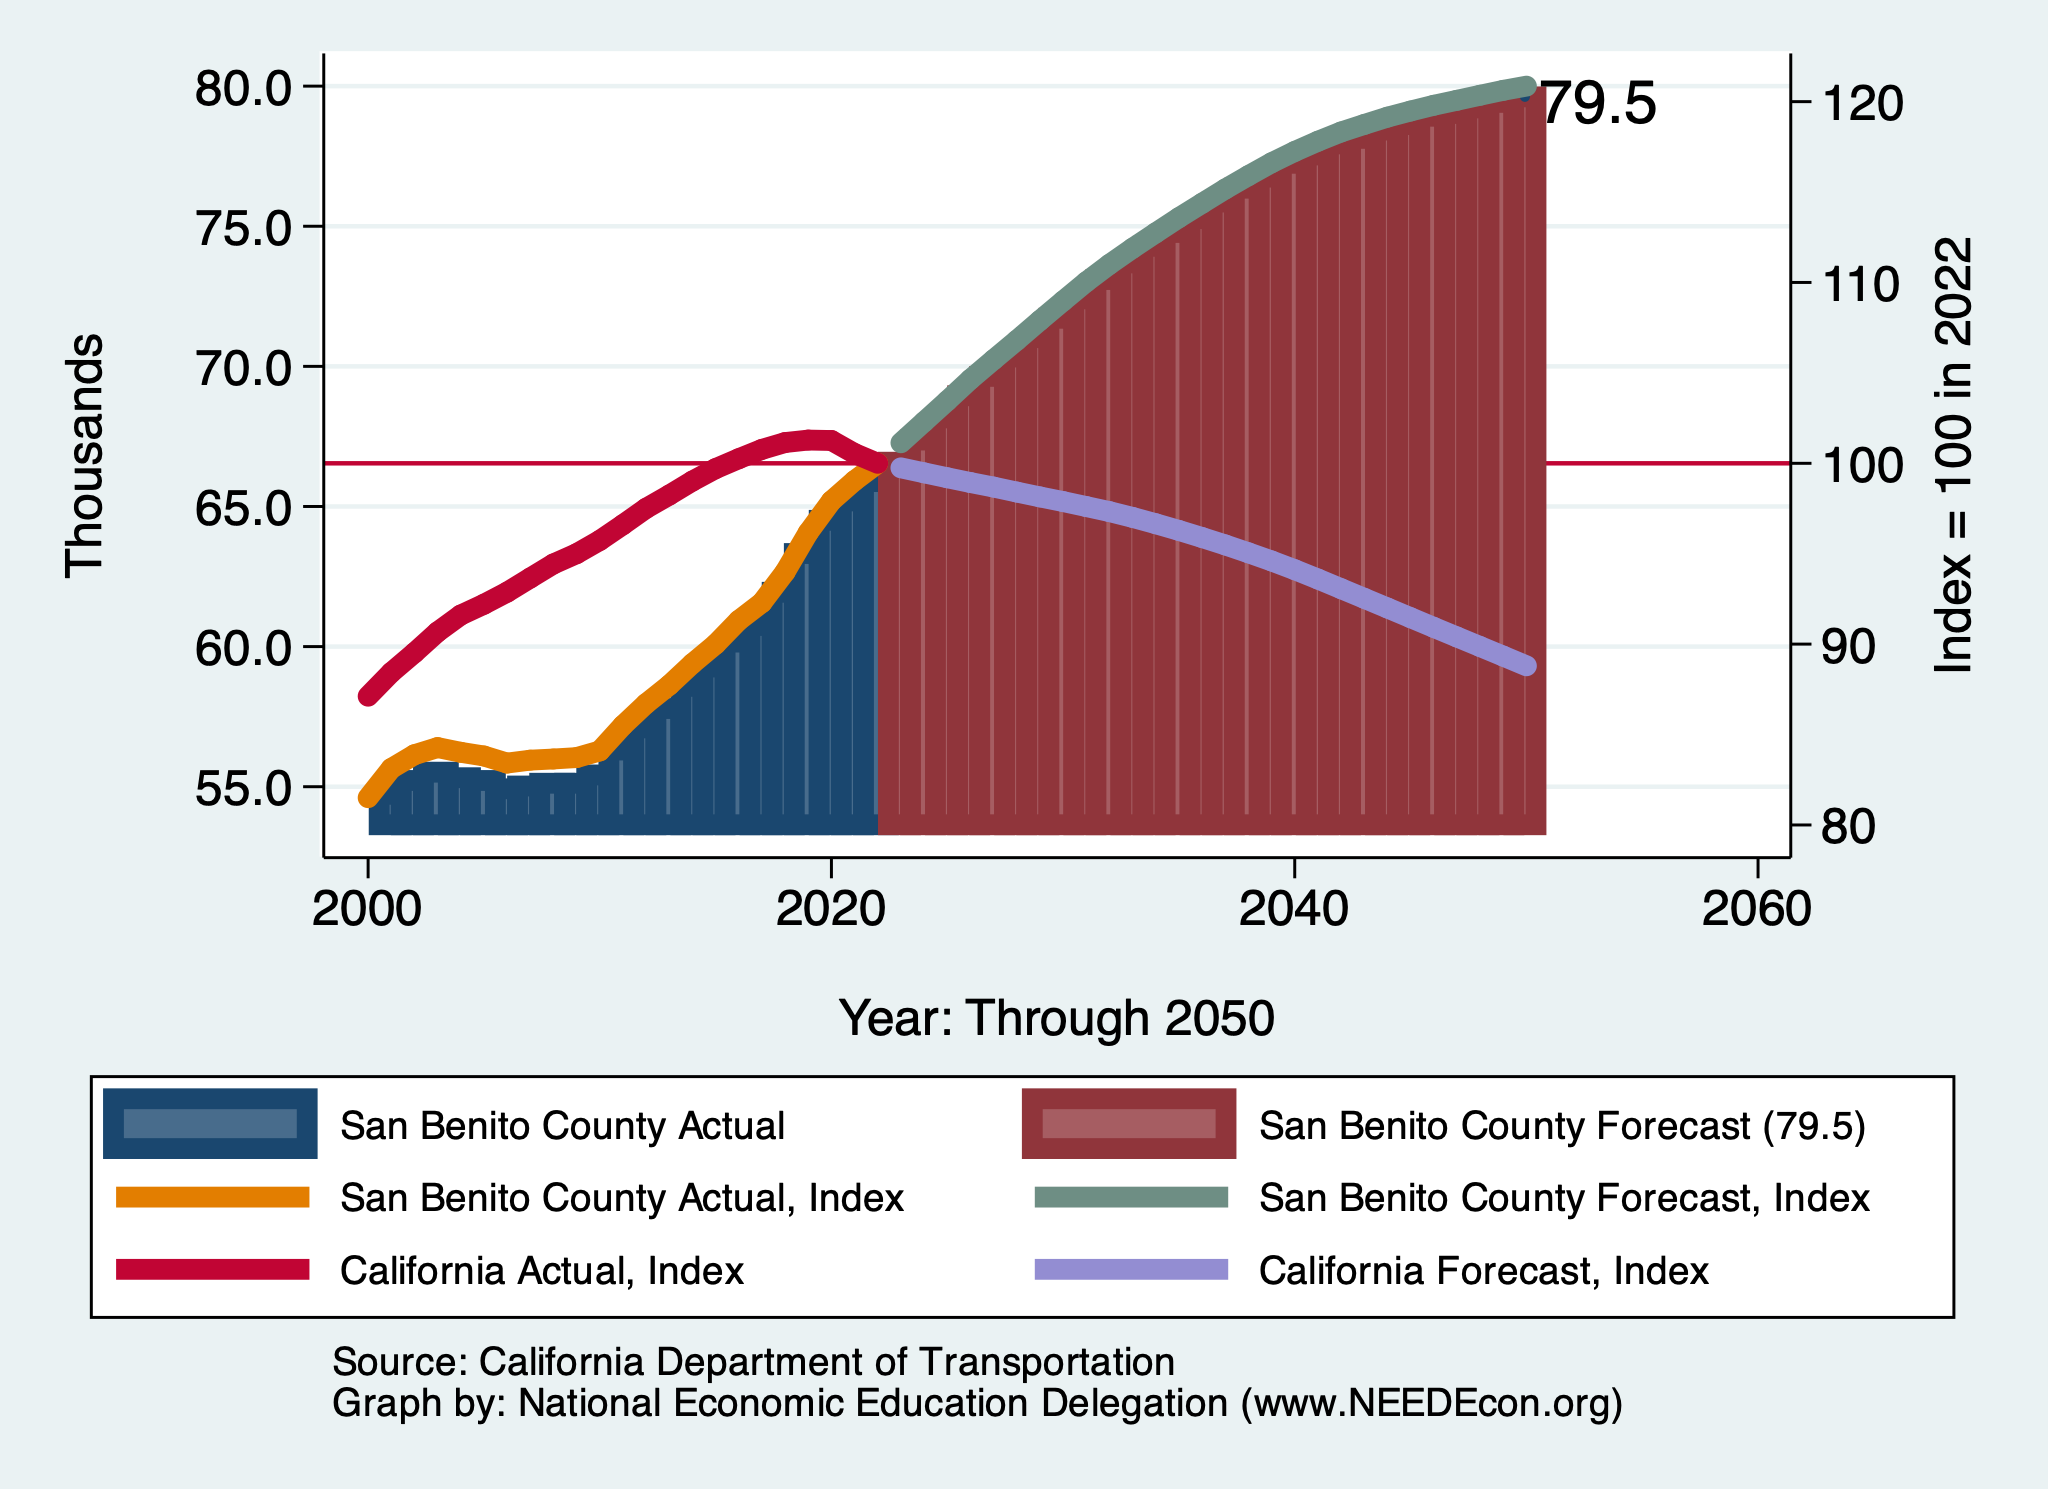 80.0
75.0
70.0
65.0
60.0
55.0
Thousands
79.5
120
110
100
90
80
Index = 100 in 2022
2000 2020 2040 2060
Year: Through 2050
San Benito County Actual
San Benito County Forecast (79.5)
San Benito County Actual, Index
San Benito County Forecast, Index
California Actual, Index
California Forecast, Index
Source: California Department of Transportation
Graph by: National Economic Education Delegation (www.NEEDEcon.org)